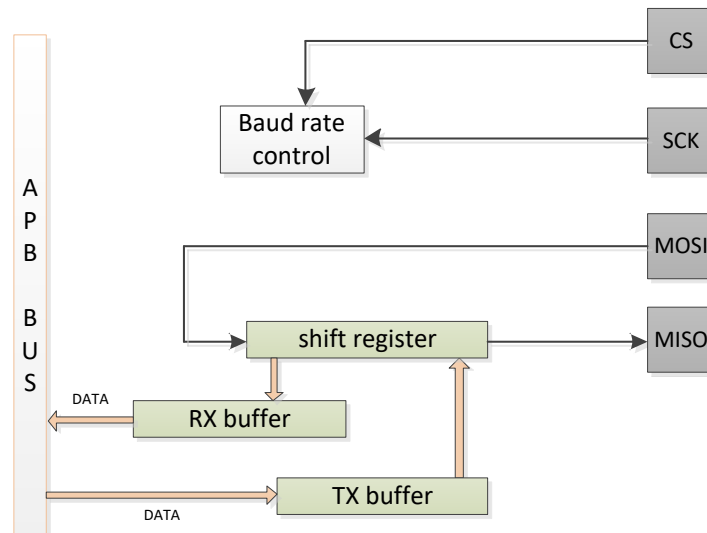 CS
Baud rate
control
SCK
A
P
B
B
U
S
MOSI
shift register
MISO
DATA
RX buffer
TX buffer
DATA